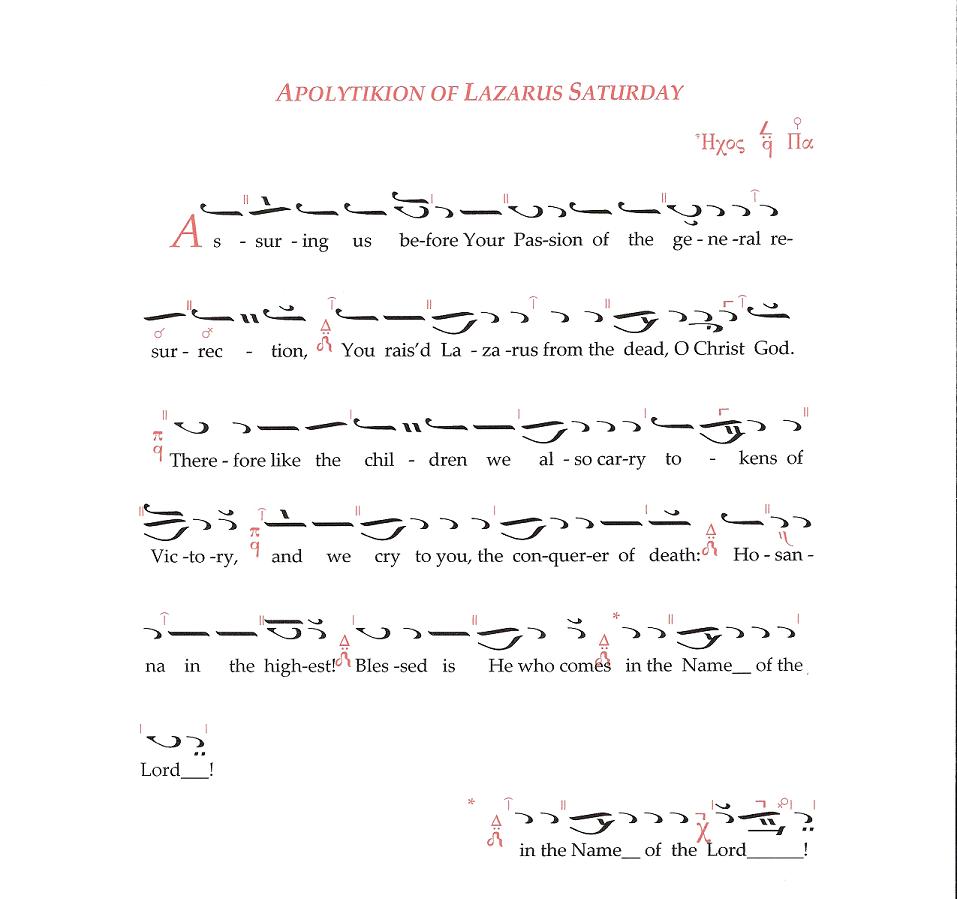 APOLYTIKION OF LAZARUS SATURDAY
Ἦχος Πα
As - sur - ing us be-fore Your Pas-sion of the ge - ne -ral re-
sur - rec - tion, You rais'd La - za -rus from the dead, O Christ God.
There - fore like the chil - dren we al - so car-ry to - kens of
Vic -to -ry, and we cry to you, the con-quer-er of death: Ho - san -
na in the high-est! Bles -sed is He who comes in the Name__ of the
Lord___!
* in the Name__ of the Lord______!